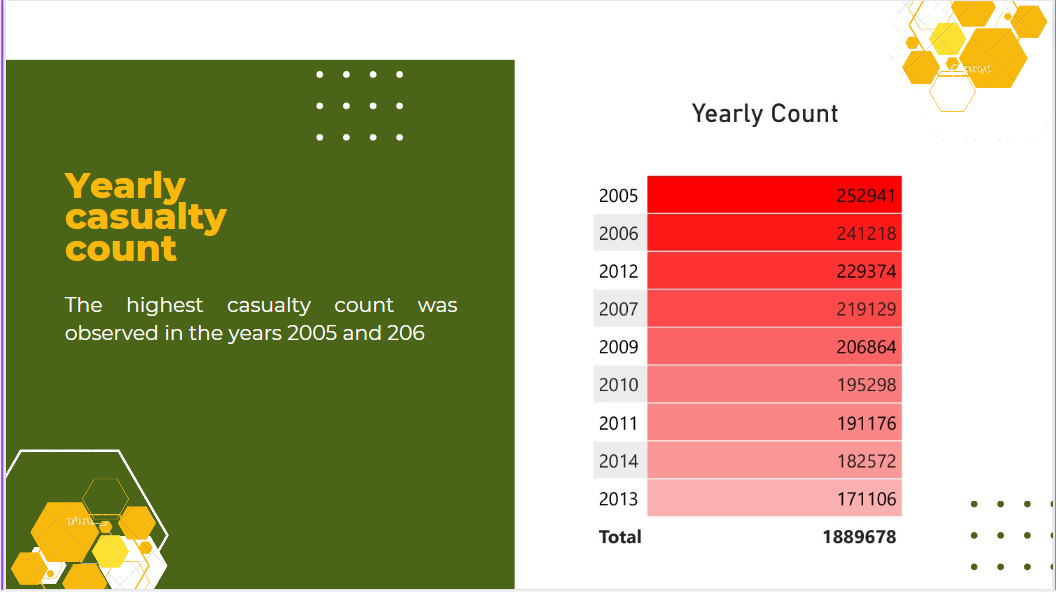 Yearly
casualty
count
The highest casualty count was
observed in the years 2005 and 206
Yearly Count
2005 252941
2006 241218
2012 229374
2007 219129
2009 206864
2010 195298
2011 191176
2014 182572
2013 171106
Total 1889678